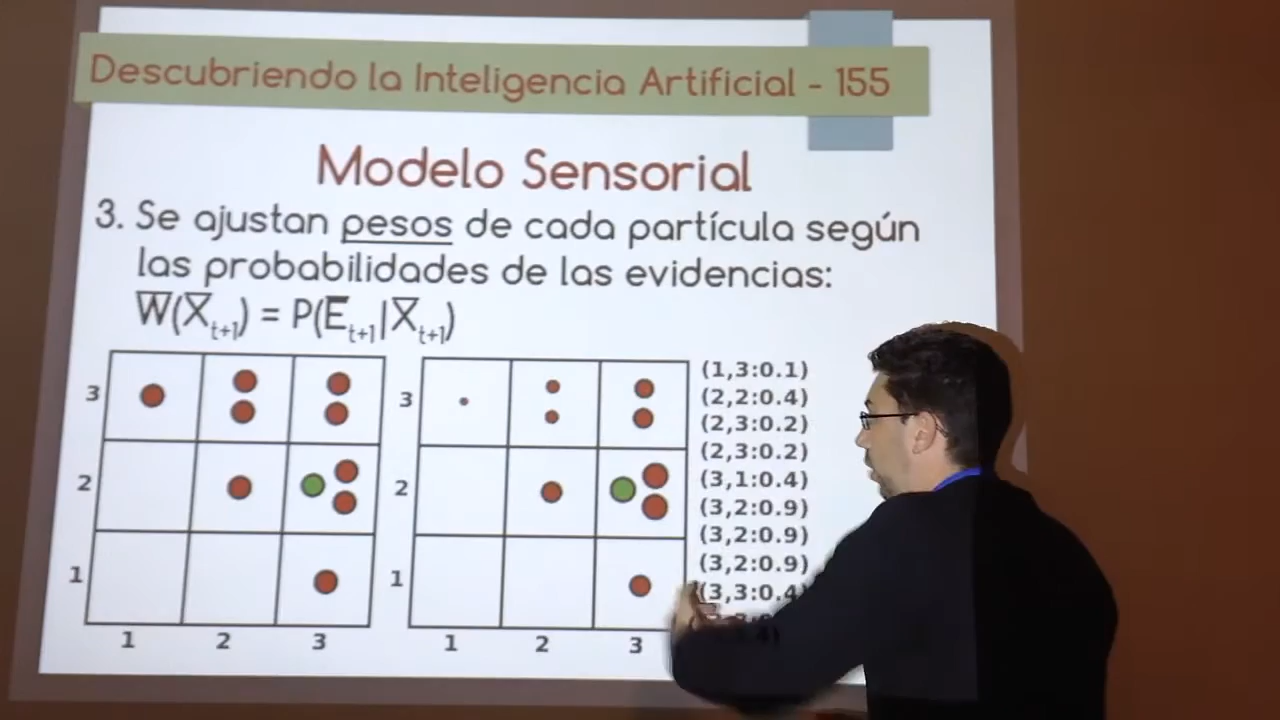 Descubriendo la Inteligencia Artificial - 155
Modelo Sensorial
3. Se ajustan pesos de cada partícula según
las probabilidades de las evidencias:
W̅(X̅t+1) = P(E̅t+1|X̅t+1)
3
2
1
1 2 3
3
2
1
1 2 3
(1,3:0.1)
(2,2:0.4)
(2,3:0.2)
(2,3:0.2)
(3,1:0.4)
(3,2:0.9)
(3,2:0.9)
(3,2:0.9)
(3,3:0.4)